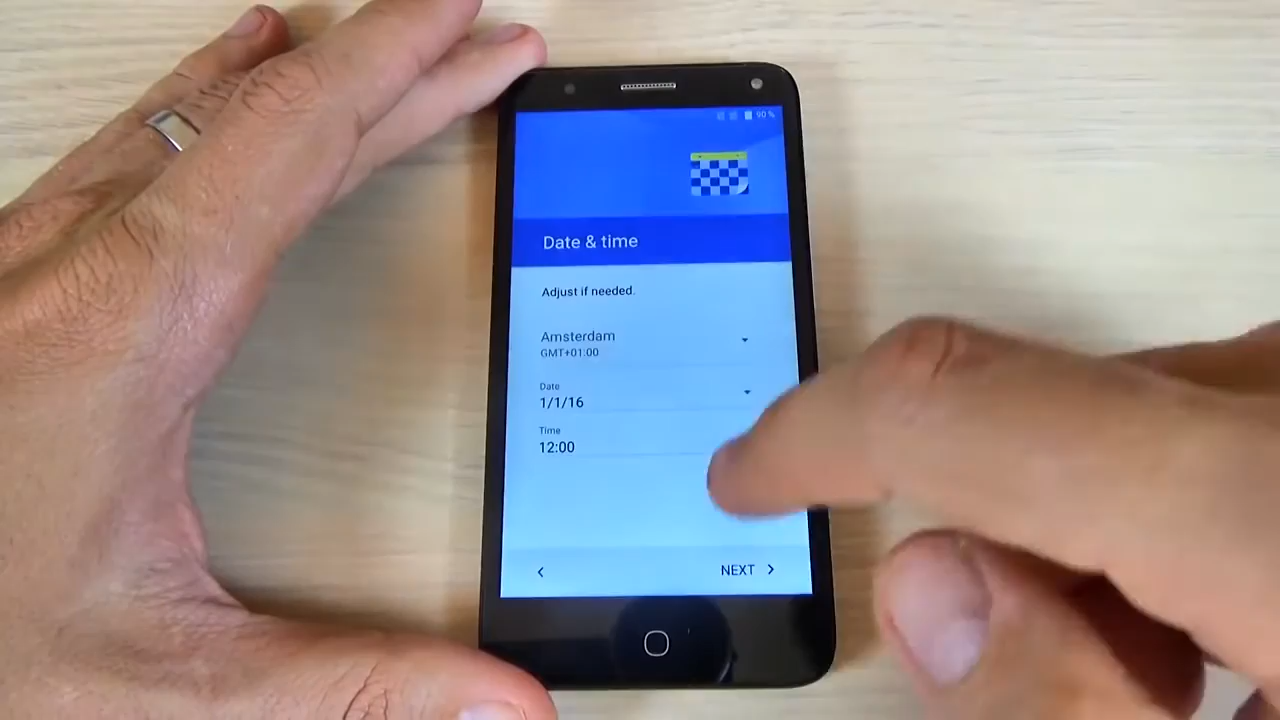 90 %
Date & time
Adjust if needed.
Amsterdam
GMT+01:00
Date
1/1/16
Time
12:00
NEXT